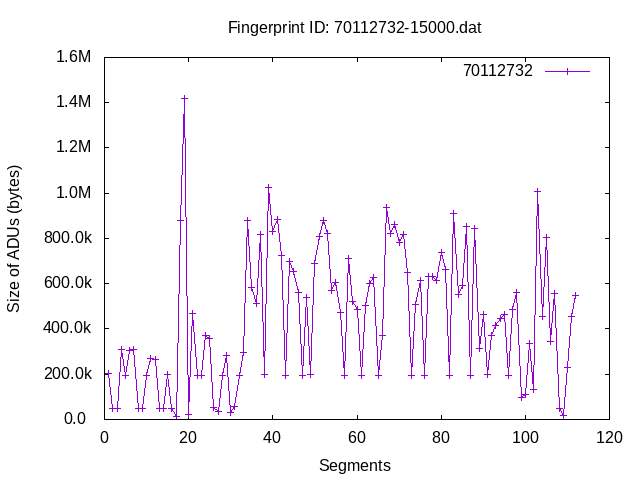 Fingerprint ID: 70112732-15000.dat
70112732
Size of ADUs (bytes)
1.6M
1.4M
1.2M
1.0M
800.0k
600.0k
400.0k
200.0k
0.0
0 20 40 60 80 100 120
Segments